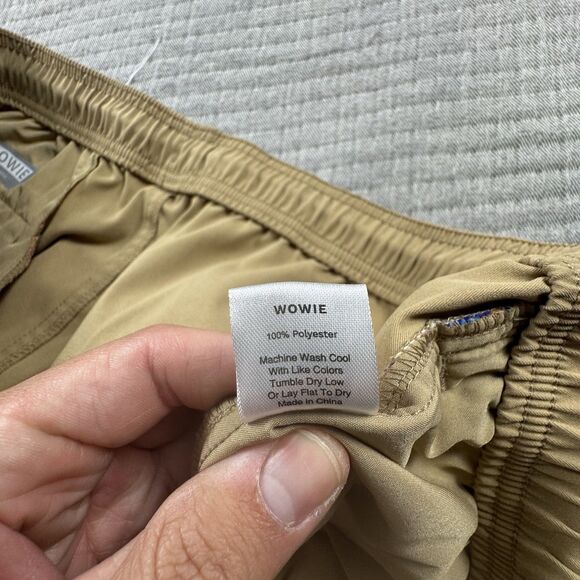 OWIE
WOWIE
100% Polyester
Machine Wash Cool
With Like Colors
Tumble Dry Low
Or Lay Flat To Dry
Made in China